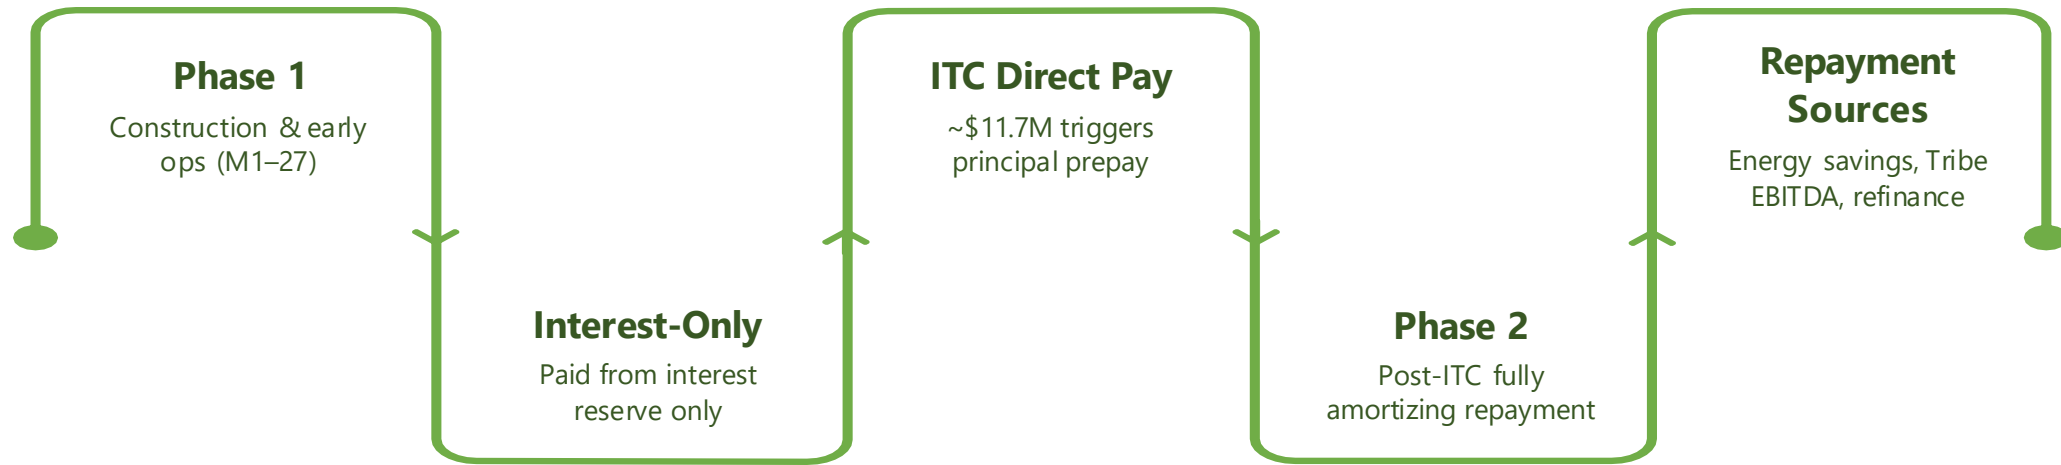 Phase 1
Construction & early
ops (M1–27)
Interest-Only
Paid from interest
reserve only
ITC Direct Pay
~$11.7M triggers
principal prepay
Phase 2
Post-ITC fully
amortizing repayment
Repayment
Sources
Energy savings, Tribe
EBITDA, refinance